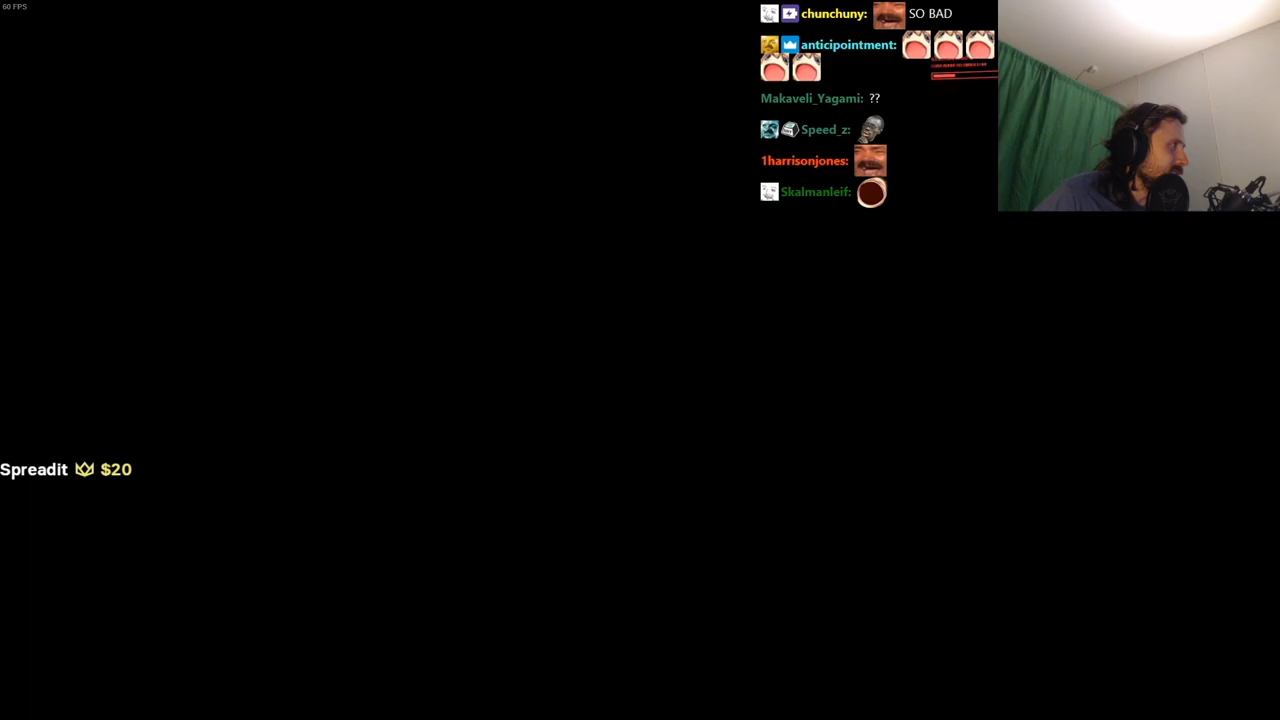 60 FPS
chunchuny: SO BAD
anticipointment:
Makaveli_Yagami: ??
Speed_z:
1harrisonjones:
Skalmanleif:
Spreadit $20